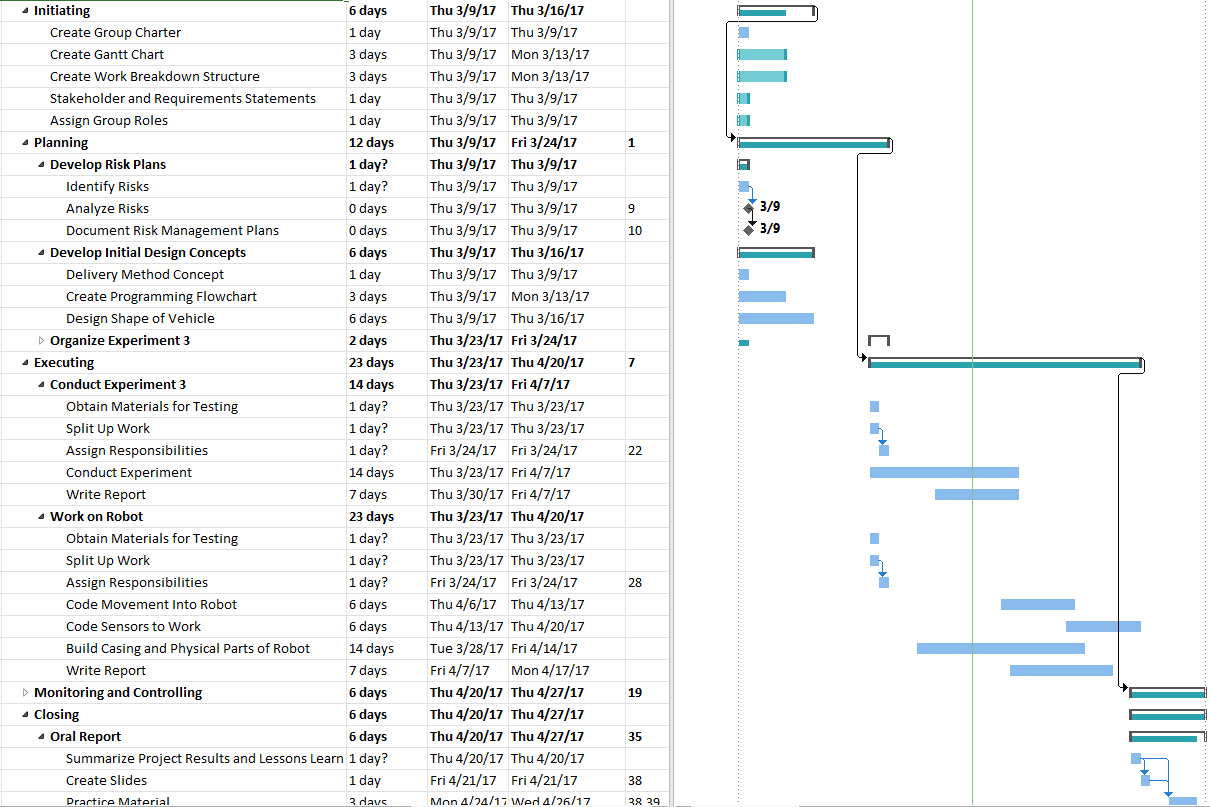 Initiating 6 days Thu 3/9/17 Thu 3/16/17
Create Group Charter 1 day Thu 3/9/17 Thu 3/9/17
Create Gantt Chart 3 days Thu 3/9/17 Mon 3/13/17
Create Work Breakdown Structure 3 days Thu 3/9/17 Mon 3/13/17
Stakeholder and Requirements Statements 1 day Thu 3/9/17 Thu 3/9/17
Assign Group Roles 1 day Thu 3/9/17 Thu 3/9/17
Planning 12 days Thu 3/9/17 Fri 3/24/17 1
Develop Risk Plans 1 day? Thu 3/9/17 Thu 3/9/17
Identify Risks 1 day? Thu 3/9/17 Thu 3/9/17
Analyze Risks 0 days Thu 3/9/17 Thu 3/9/17 9 3/9
Document Risk Management Plans 0 days Thu 3/9/17 Thu 3/9/17 10 3/9
Develop Initial Design Concepts 6 days Thu 3/9/17 Thu 3/16/17
Delivery Method Concept 1 day Thu 3/9/17 Thu 3/9/17
Create Programming Flowchart 3 days Thu 3/9/17 Mon 3/13/17
Design Shape of Vehicle 6 days Thu 3/9/17 Thu 3/16/17
Organize Experiment 3 2 days Thu 3/23/17 Fri 3/24/17
Executing 23 days Thu 3/23/17 Thu 4/20/17 7
Conduct Experiment 3 14 days Thu 3/23/17 Fri 4/7/17
Obtain Materials for Testing 1 day? Thu 3/23/17 Thu 3/23/17
Split Up Work 1 day? Thu 3/23/17 Thu 3/23/17
Assign Responsibilities 1 day? Fri 3/24/17 Fri 3/24/17 22
Conduct Experiment 14 days Thu 3/23/17 Fri 4/7/17
Write Report 7 days Thu 3/30/17 Fri 4/7/17
Work on Robot 23 days Thu 3/23/17 Thu 4/20/17
Obtain Materials for Testing 1 day? Thu 3/23/17 Thu 3/23/17
Split Up Work 1 day? Thu 3/23/17 Thu 3/23/17
Assign Responsibilities 1 day? Fri 3/24/17 Fri 3/24/17 28
Code Movement Into Robot 6 days Thu 4/6/17 Thu 4/13/17
Code Sensors to Work 6 days Thu 4/13/17 Thu 4/20/17
Build Casing and Physical Parts of Robot 14 days Tue 3/28/17 Fri 4/14/17
Write Report 7 days Fri 4/7/17 Mon 4/17/17
Monitoring and Controlling 6 days Thu 4/20/17 Thu 4/27/17 19
Closing 6 days Thu 4/20/17 Thu 4/27/17
Oral Report 6 days Thu 4/20/17 Thu 4/27/17 35
Summarize Project Results and Lessons Learn 1 day? Thu 4/20/17 Thu 4/20/17
Create Slides 1 day Fri 4/21/17 Fri 4/21/17 38
Practice Material 3 days Mon 4/24/17 Wed 4/26/17 38,39